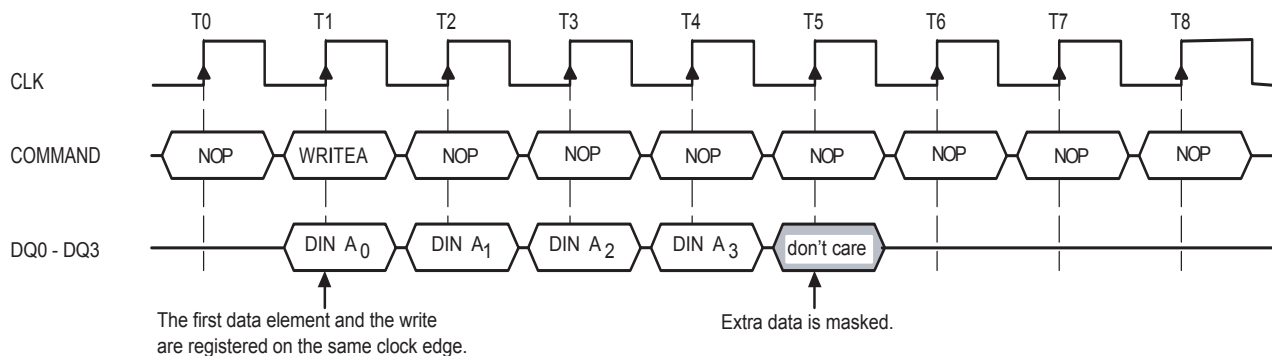 T0 T1 T2 T3 T4 T5 T6 T7 T8
CLK
COMMAND NOP WRITEA NOP NOP NOP NOP NOP NOP NOP
DQ0 - DQ3 DIN A0 DIN A1 DIN A2 DIN A3 don't care
The first data element and the write
are registered on the same clock edge.
Extra data is masked.